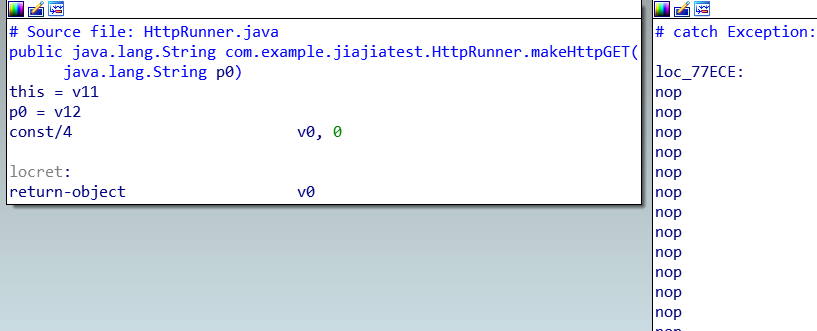 # Source file: HttpRunner.java
public java.lang.String com.example.jiajiatest.HttpRunner.makeHttpGET(
java.lang.String p0)
this = v11
p0 = v12
const/4 v0, 0
locret:
return-object v0
# catch Exception:
loc_77ECE:
nop
nop
nop
nop
nop
nop
nop
nop
nop
nop
nop
nop